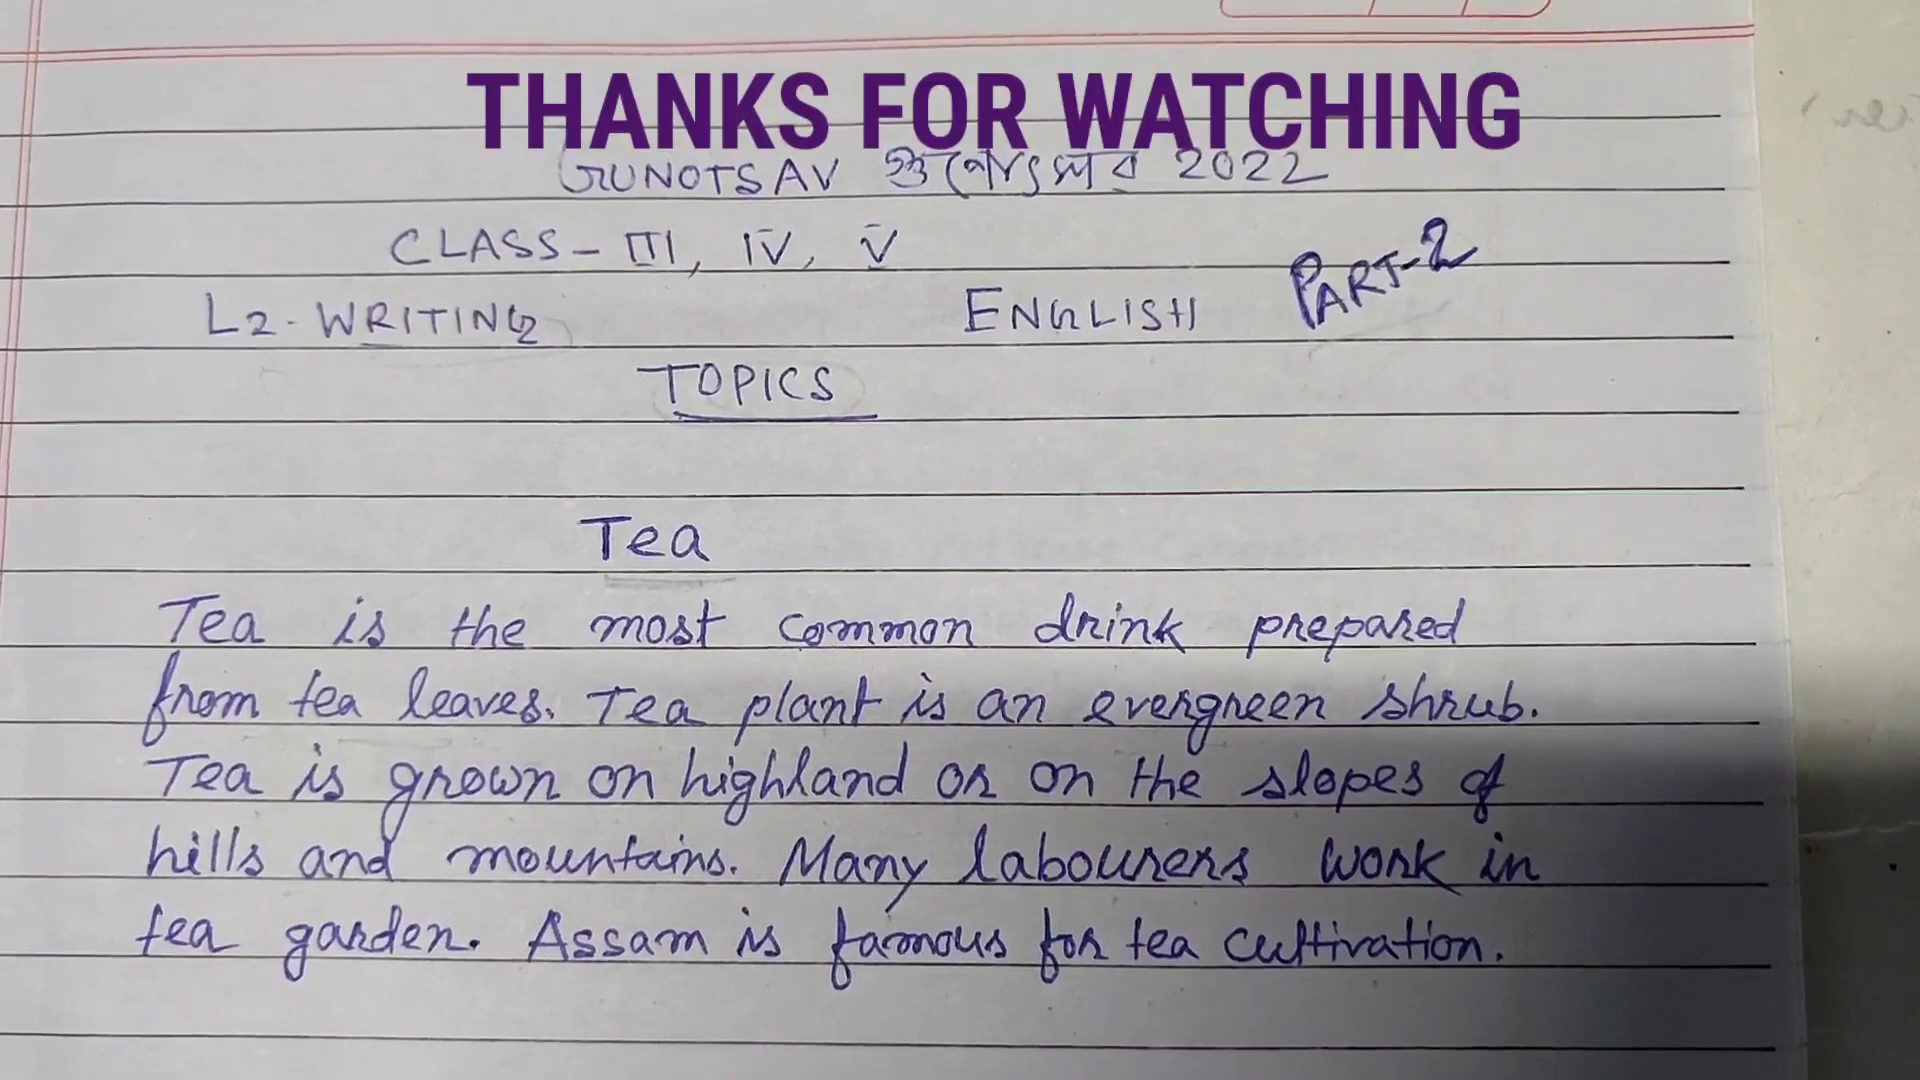 THANKS FOR WATCHING
GUNOTSAV গুণোৎসৱ 2022
CLASS - III, IV, V
L2 - WRITING ENGLISH PART-2
TOPICS
Tea
Tea is the most common drink prepared
from tea leaves. Tea plant is an evergreen shrub.
Tea is grown on highland or on the slopes of
hills and mountains. Many labourers work in
tea garden. Assam is famous for tea cultivation.